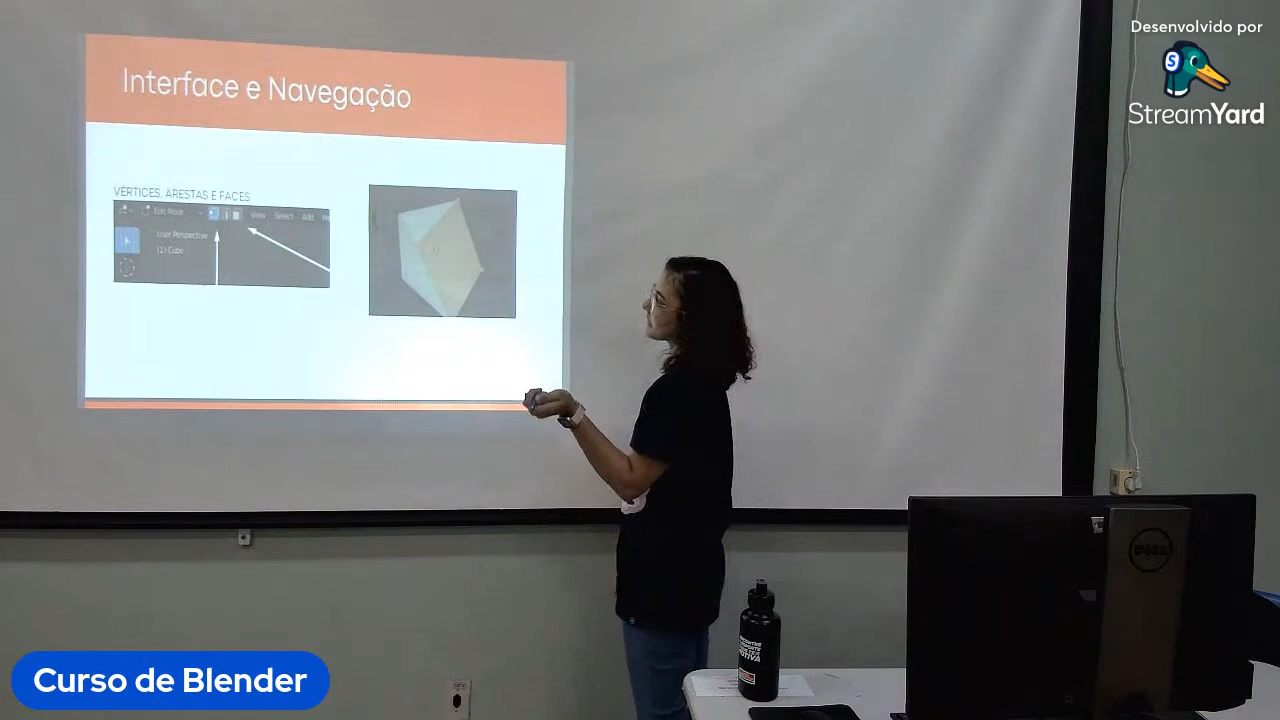 Desenvolvido por
StreamYard
Interface e Navegação
VÉRTICES, ARESTAS E FACES
Edit Mode View Select Add
User Perspective
(1) Cube
DELL
Curso de Blender